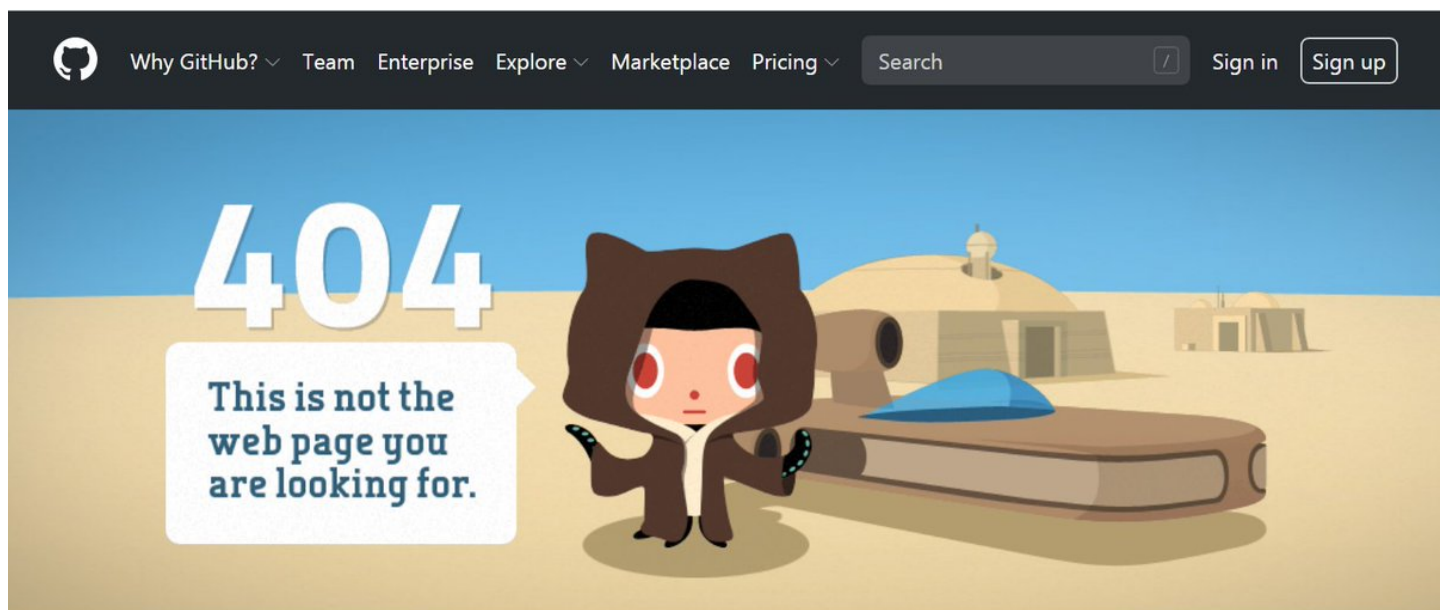 Why GitHub? Team Enterprise Explore Marketplace Pricing Search / Sign in Sign up
404
This is not the
web page you
are looking for.